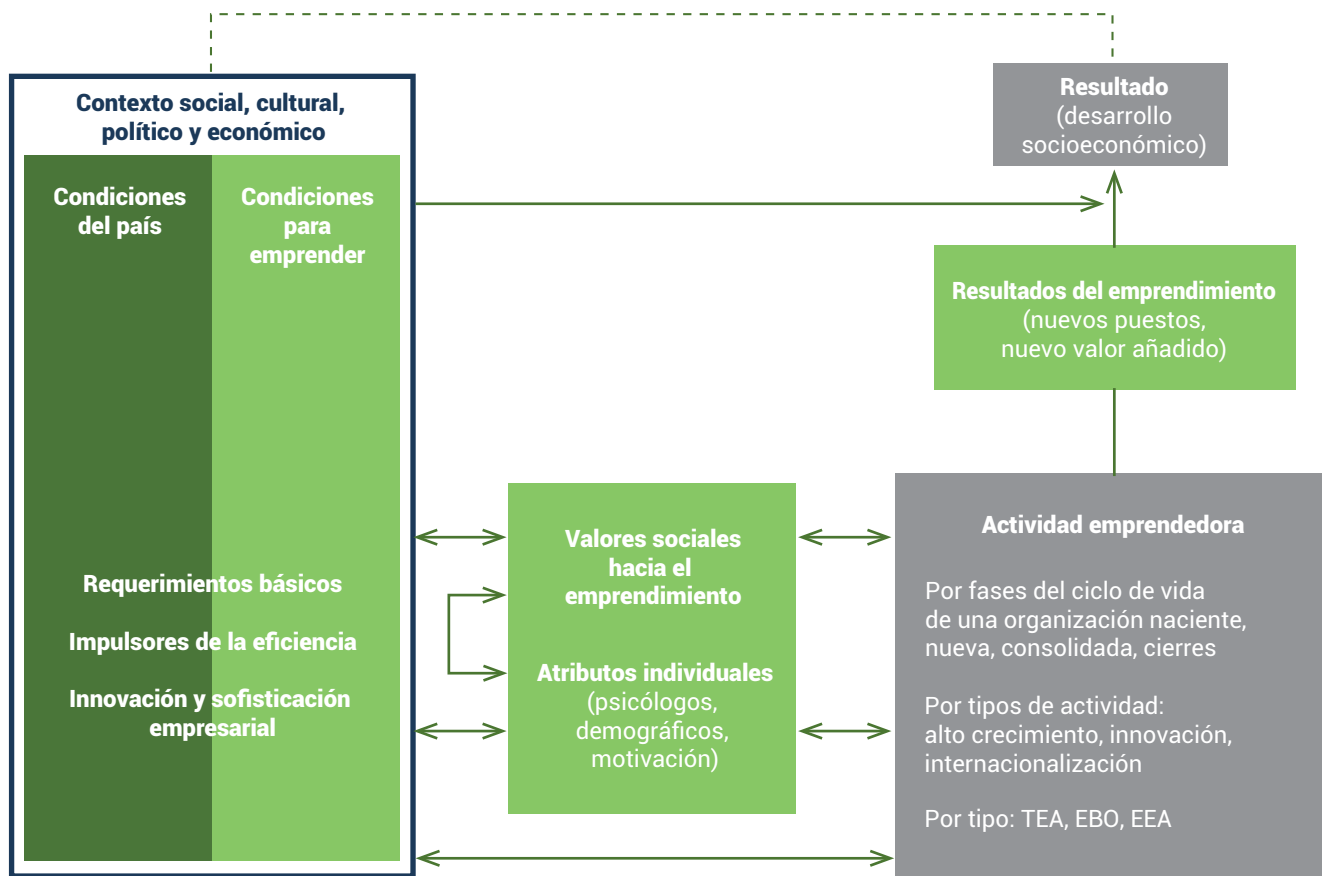 Contexto social, cultural,
político y económico
Condiciones
del país
Condiciones
para
emprender
Requerimientos básicos
Impulsores de la eficiencia
Innovación y sofisticación
empresarial
Valores sociales
hacia el
emprendimiento
Atributos individuales
(psicólogos,
demográficos,
motivación)
Resultado
(desarrollo
socioeconómico)
Resultados del emprendimiento
(nuevos puestos,
nuevo valor añadido)
Actividad emprendedora
Por fases del ciclo de vida
de una organización naciente,
nueva, consolidada, cierres
Por tipos de actividad:
alto crecimiento, innovación,
internacionalización
Por tipo: TEA, EBO, EEA